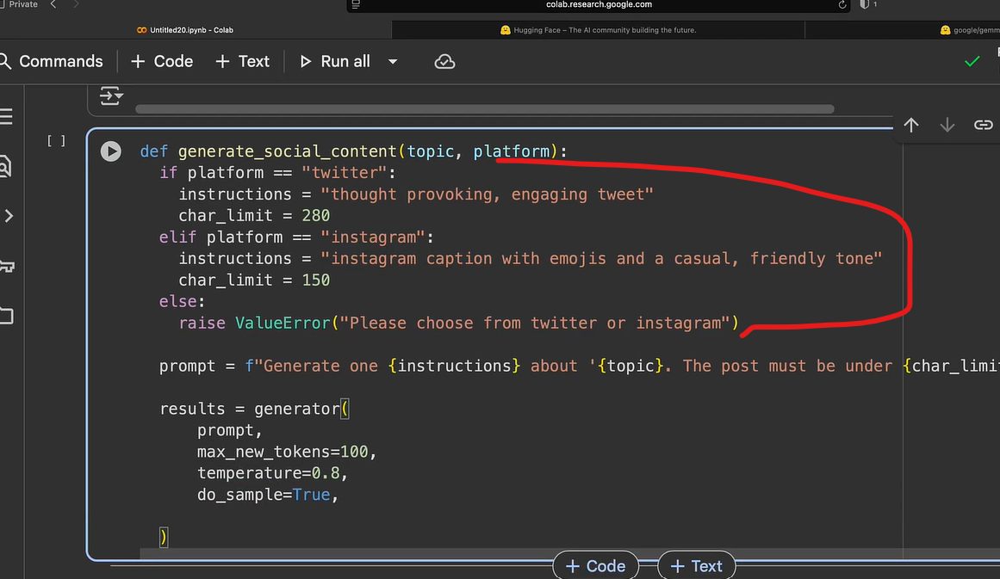 Private
colab.research.google.com
1
Untitled20.ipynb - Colab
Hugging Face – The AI community building the future.
Commands + Code + Text Run all
[ ]
def generate_social_content(topic, platform):
if platform == "twitter":
instructions = "thought provoking, engaging tweet"
char_limit = 280
elif platform == "instagram":
instructions = "instagram caption with emojis and a casual, friendly tone"
char_limit = 150
else:
raise ValueError("Please choose from twitter or instagram")
prompt = f"Generate one {instructions} about '{topic}. The post must be under {char_limit
results = generator(
prompt,
max_new_tokens=100,
temperature=0.8,
do_sample=True,
)
+ Code + Text